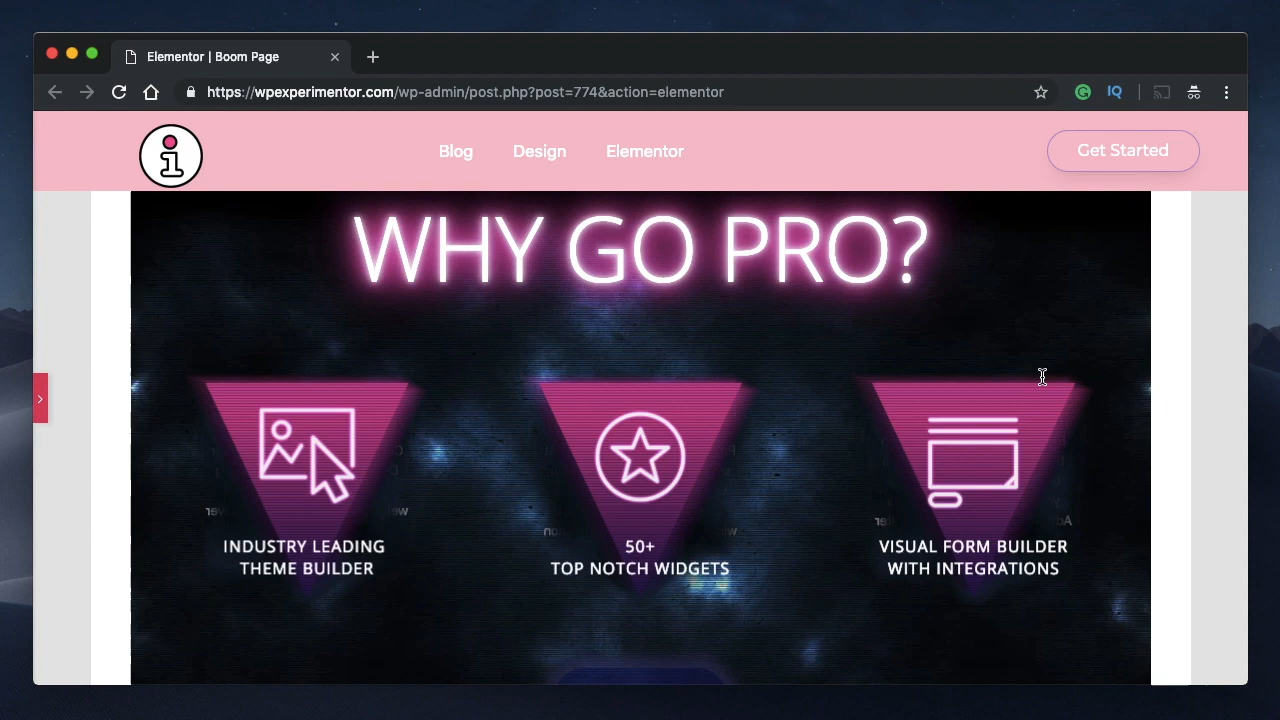 Elementor | Boom Page
https://wpexperimentor.com/wp-admin/post.php?post=774&action=elementor
IQ
Blog Design Elementor Get Started
WHY GO PRO?
INDUSTRY LEADING
THEME BUILDER
50+
TOP NOTCH WIDGETS
VISUAL FORM BUILDER
WITH INTEGRATIONS